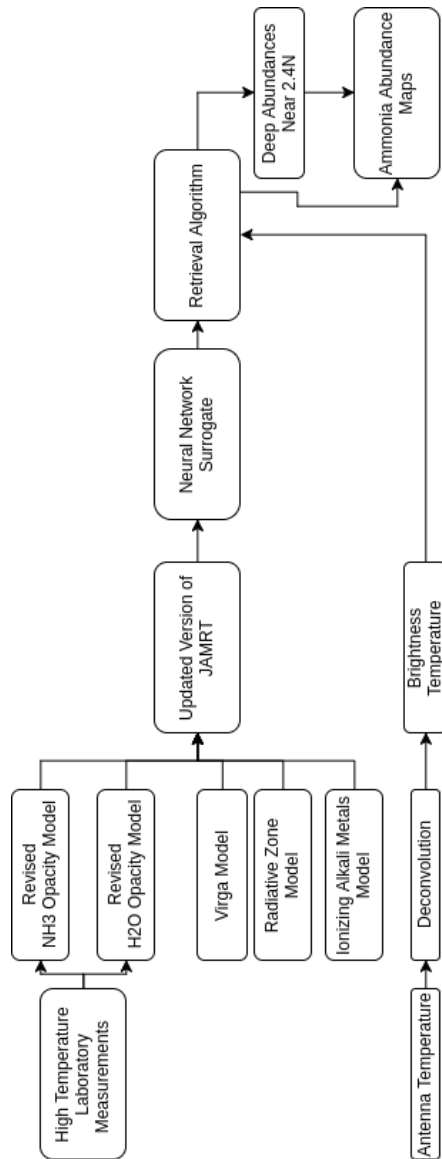 High Temperature
Laboratory
Measurements
Revised
NH3 Opacity Model
Revised
H2O Opacity Model
Virga Model
Radiative Zone
Model
Ionizing Alkali Metals
Model
Updated Version of
JAMRT
Neural Network
Surrogate
Retrieval Algorithm
Deep Abundances
Near 2.4N
Ammonia Abundance
Maps
Antenna Temperature
Deconvolution
Brightness
Temperature